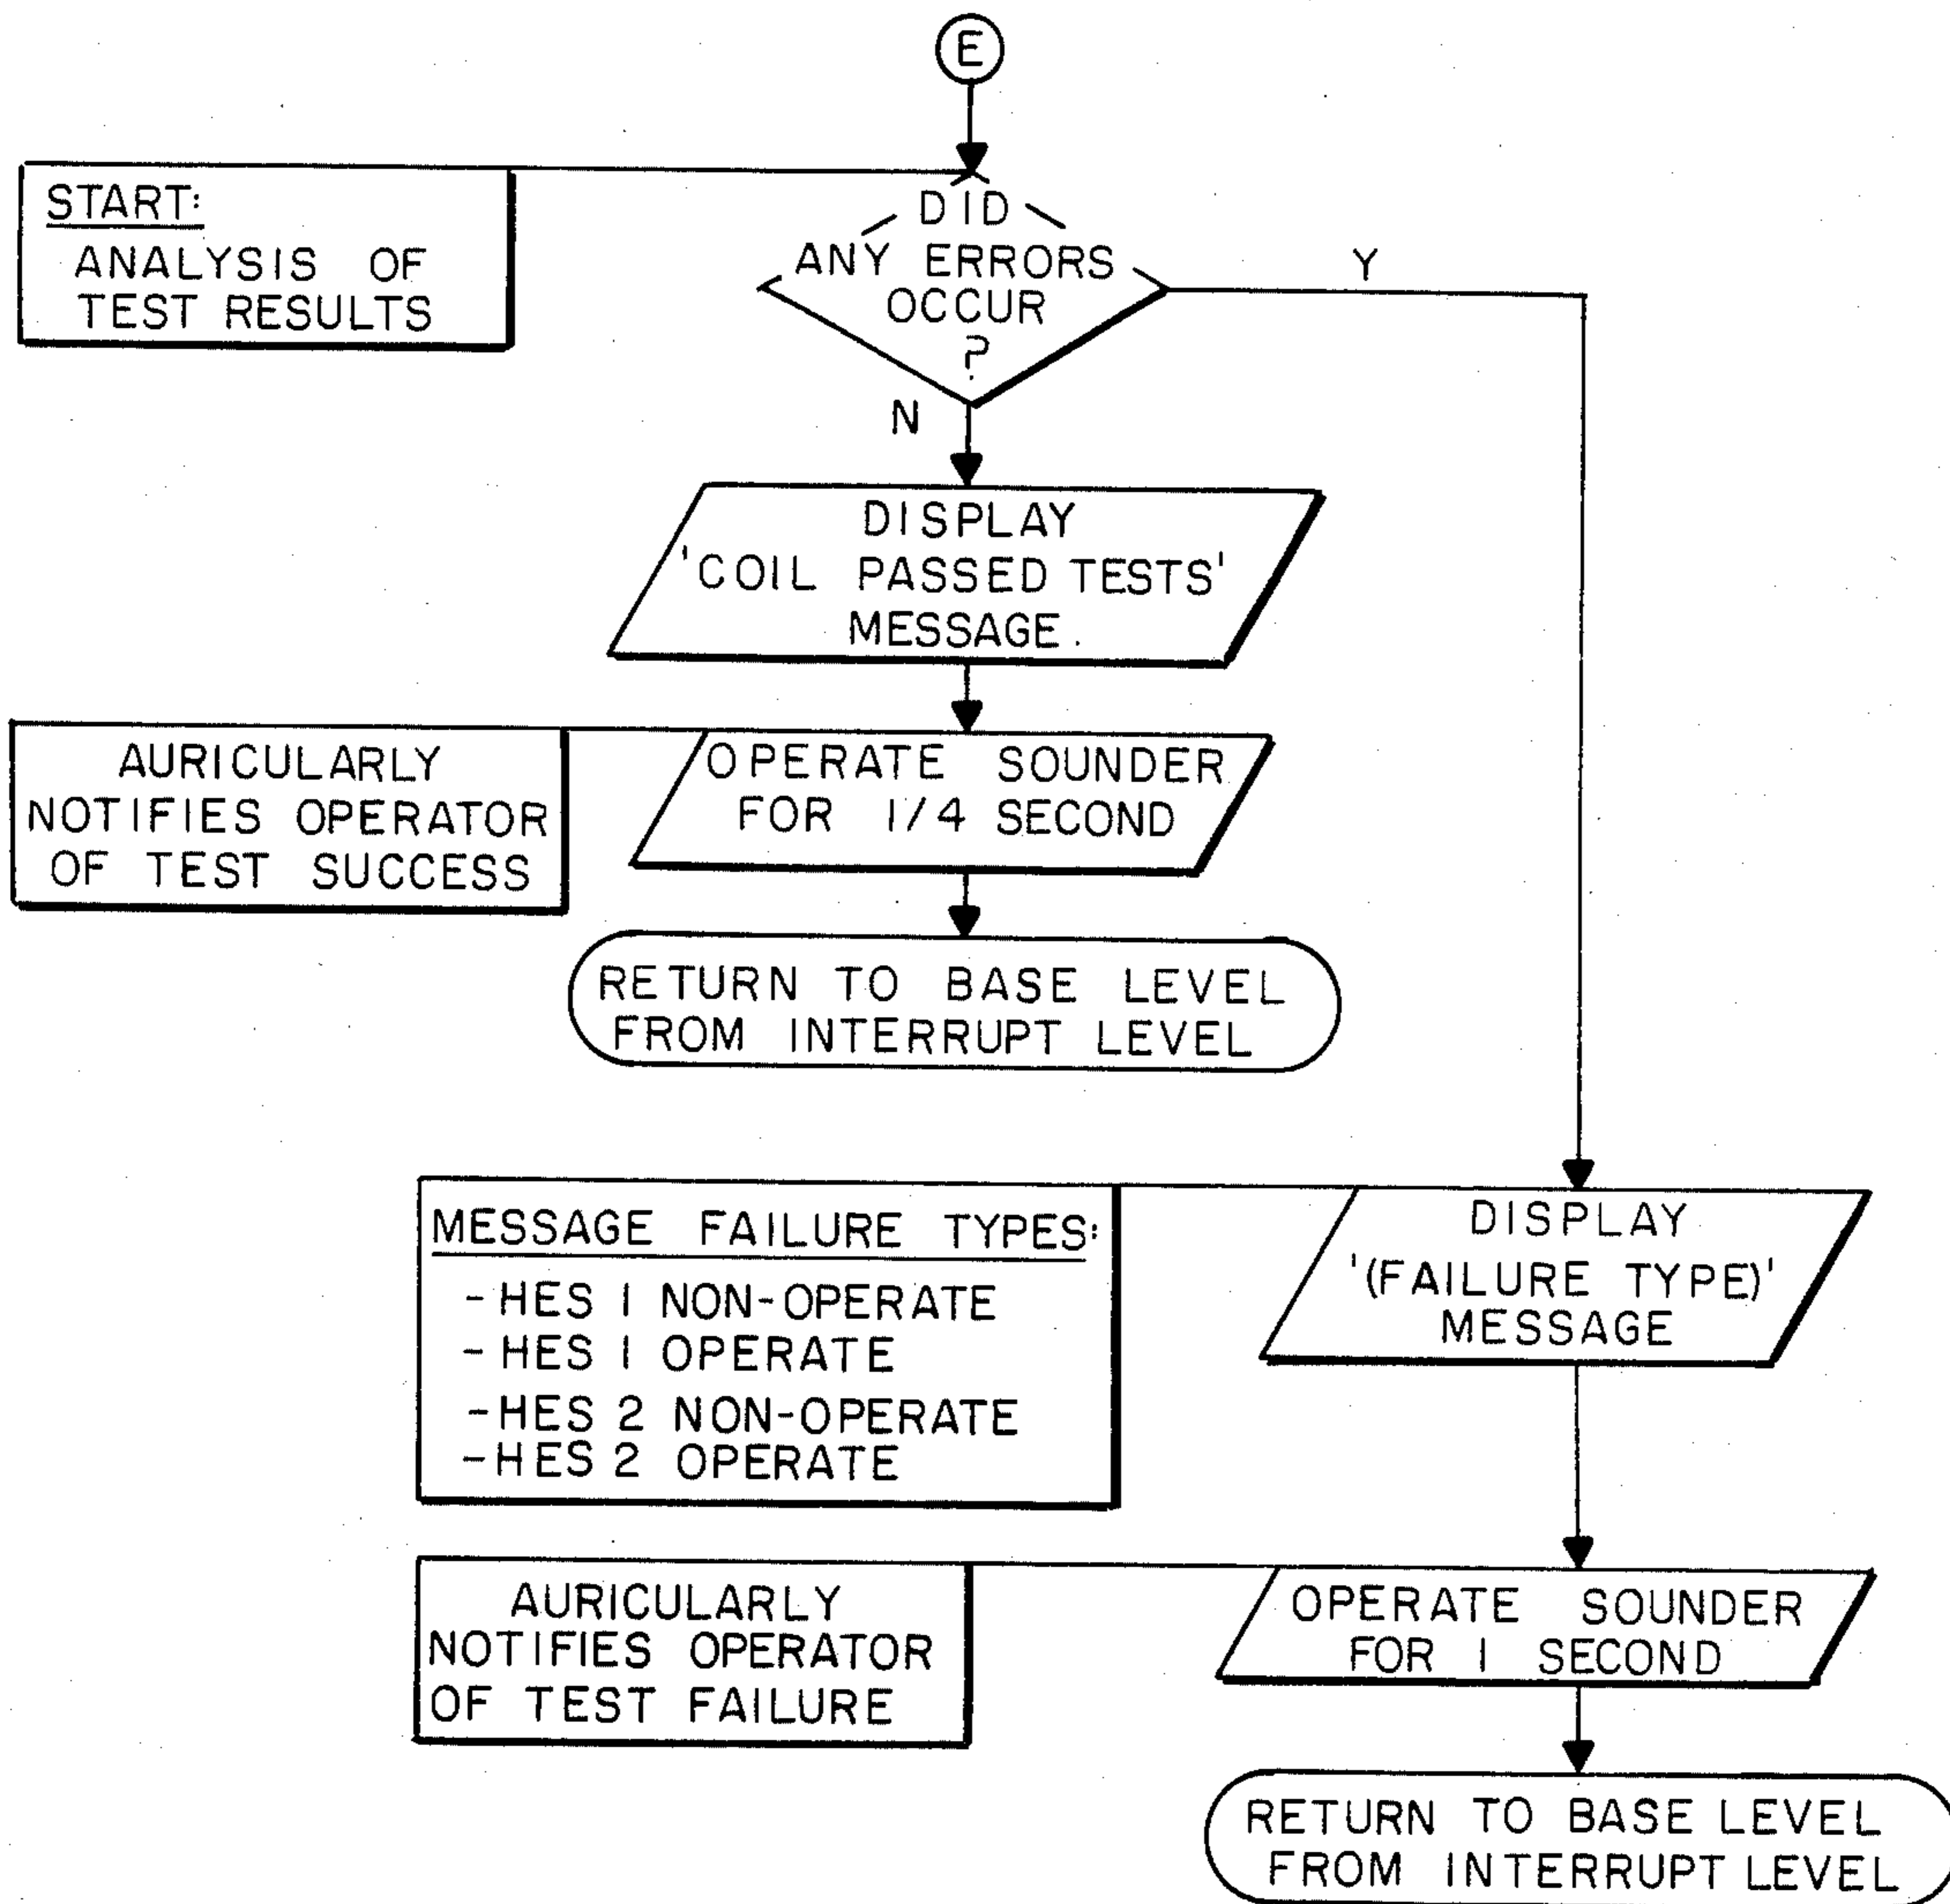 E
START:
ANALYSIS OF
TEST RESULTS
DID
ANY ERRORS
OCCUR
?
Y
N
DISPLAY
'COIL PASSED TESTS'
MESSAGE.
AURICULARLY
NOTIFIES OPERATOR
OF TEST SUCCESS
OPERATE SOUNDER
FOR 1/4 SECOND
RETURN TO BASE LEVEL
FROM INTERRUPT LEVEL
MESSAGE FAILURE TYPES:
-HES 1 NON-OPERATE
-HES 1 OPERATE
-HES 2 NON-OPERATE
-HES 2 OPERATE
DISPLAY
'(FAILURE TYPE)'
MESSAGE
AURICULARLY
NOTIFIES OPERATOR
OF TEST FAILURE
OPERATE SOUNDER
FOR 1 SECOND
RETURN TO BASE LEVEL
FROM INTERRUPT LEVEL